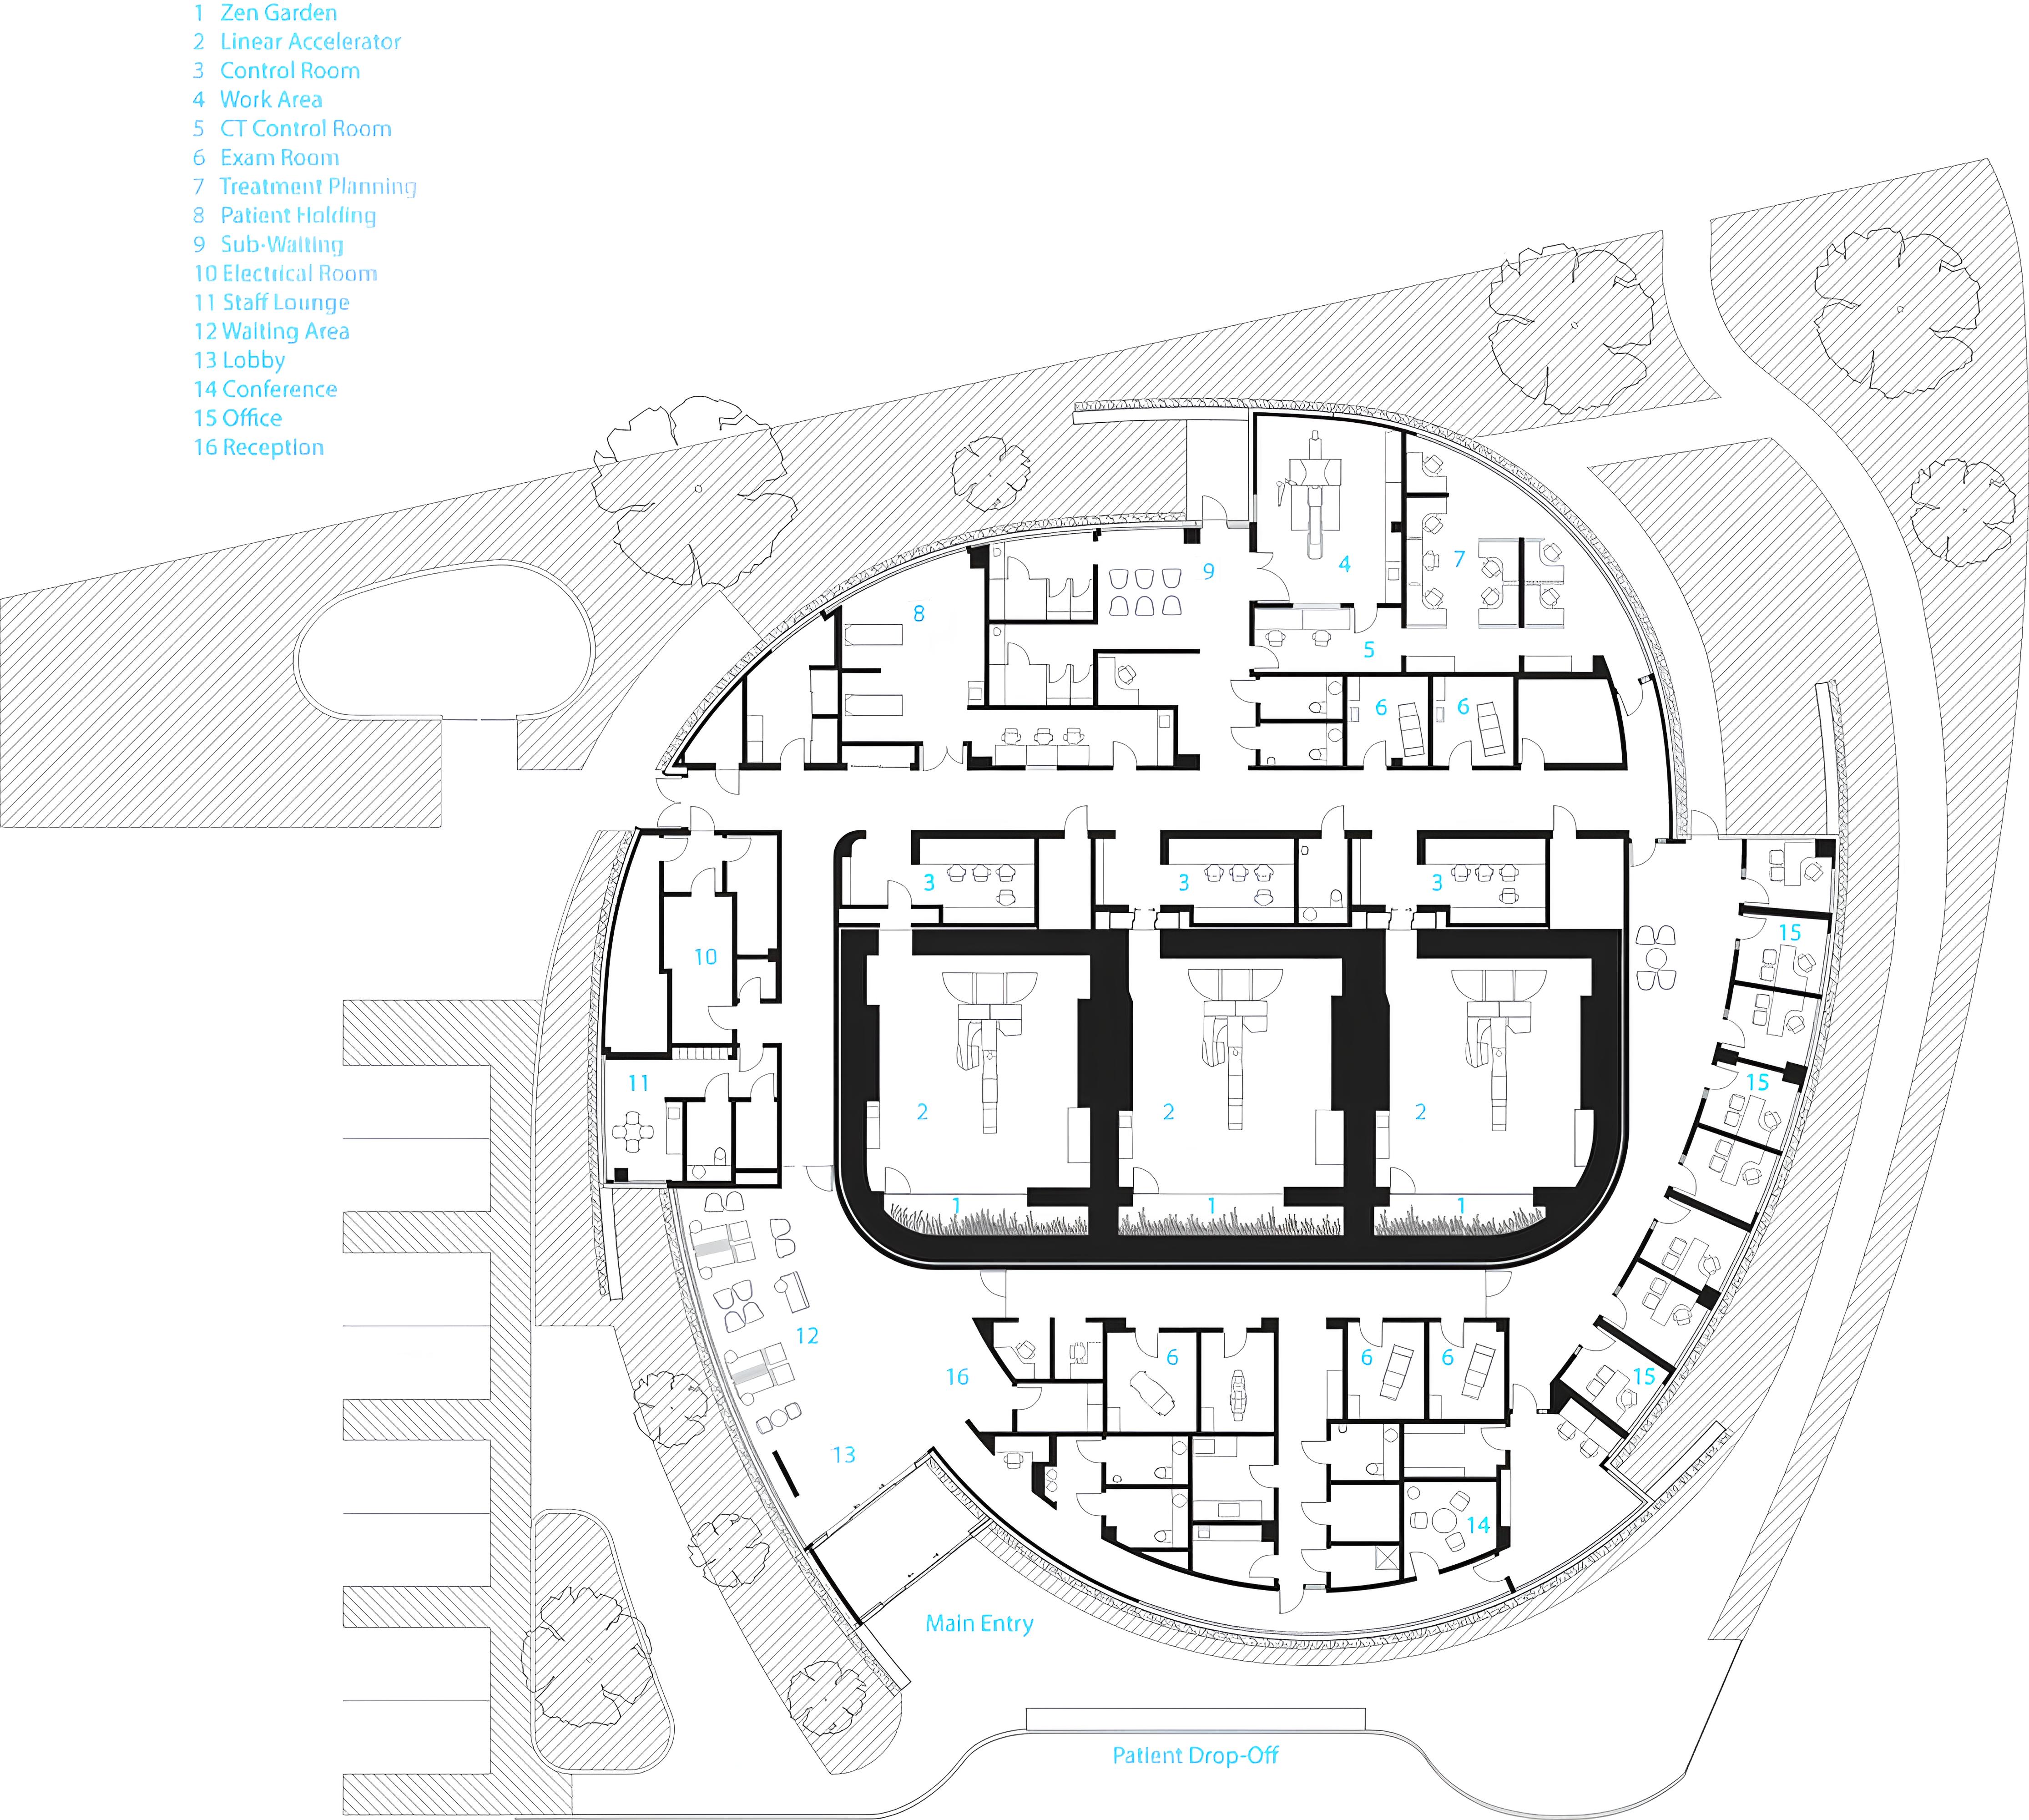 1 Zen Garden
2 Linear Accelerator
3 Control Room
4 Work Area
5 CT Control Room
6 Exam Room
7 Treatment Planning
8 Patient Holding
9 Sub-Waiting
10 Electrical Room
11 Staff Lounge
12 Waiting Area
13 Lobby
14 Conference
15 Office
16 Reception
9
4
7
8
5
6
6
3
3
3
15
10
11
15
2
2
2
1
1
1
12
6
6
6
16
15
13
14
Main Entry
Patient Drop-Off